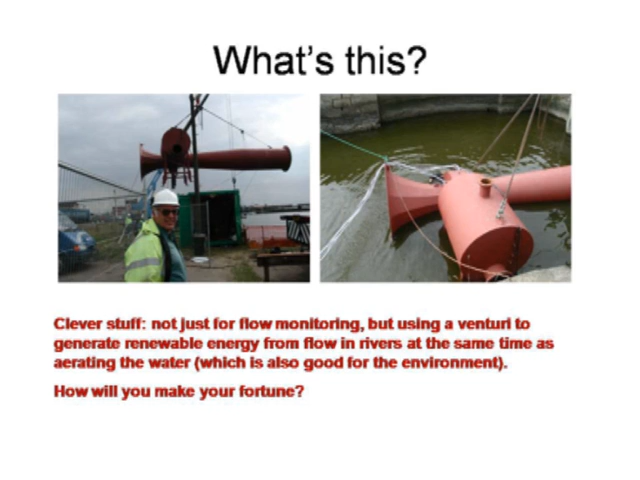 What's this?
Clever stuff: not just for flow monitoring, but using a venturi to
generate renewable energy from flow in rivers at the same time as
aerating the water (which is also good for the environment).
How will you make your fortune?